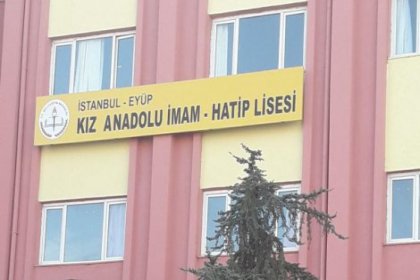 İSTANBUL - EYÜP
KIZ ANADOLU İMAM - HATİP LİSESİ